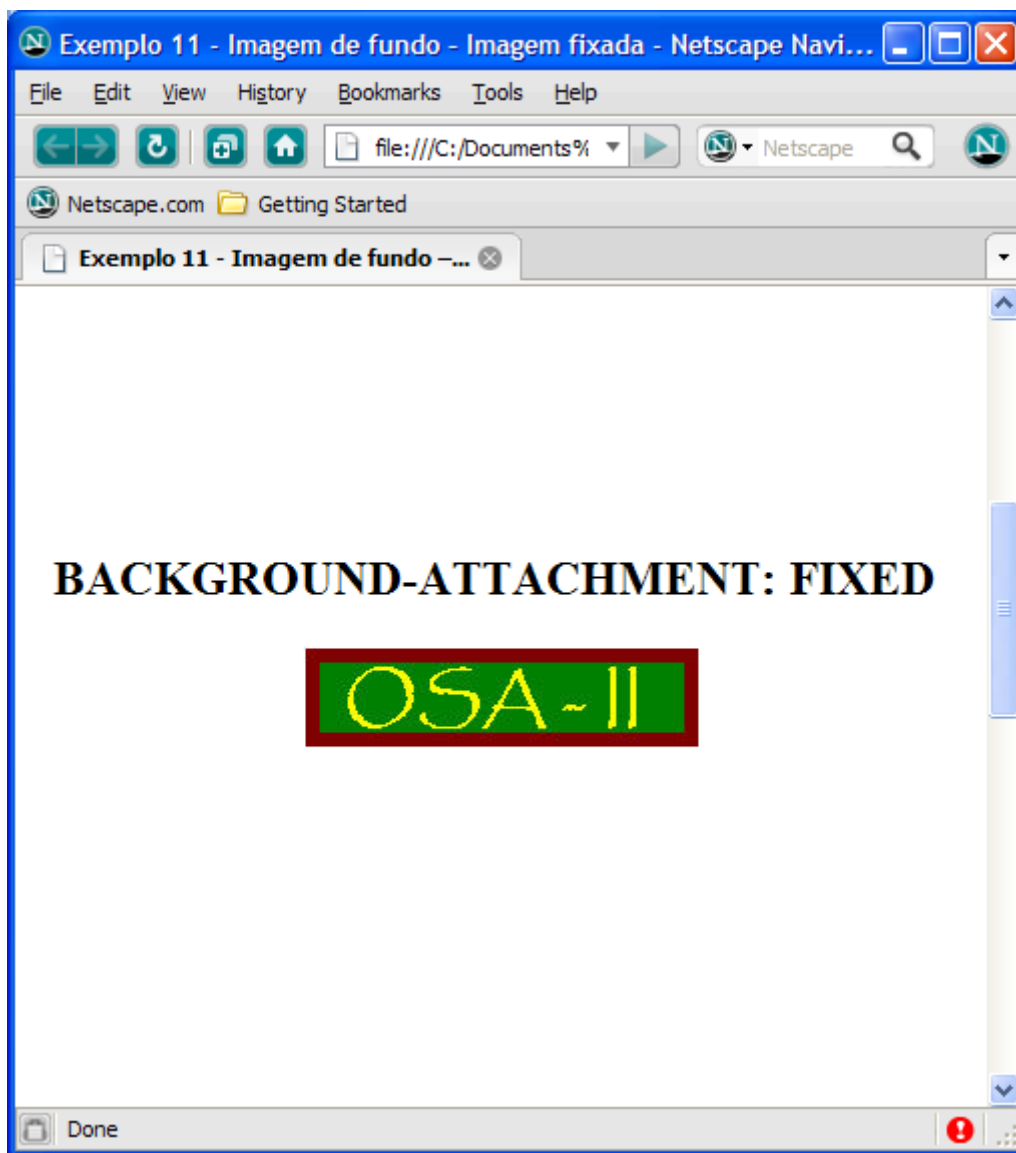 Exemplo 11 - Imagem de fundo - Imagem fixada - Netscape Navi...
File Edit View History Bookmarks Tools Help
file:///C:/Documents% Netscape
Netscape.com Getting Started
Exemplo 11 - Imagem de fundo –...
BACKGROUND-ATTACHMENT: FIXED
OSA-II
Done